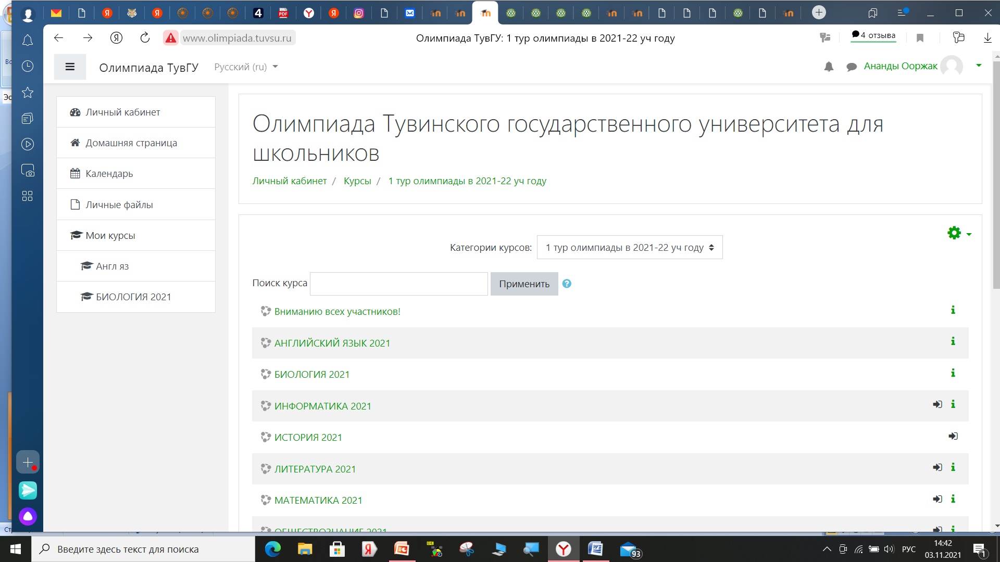 www.olimpiada.tuvsu.ru
Олимпиада ТувГУ: 1 тур олимпиады в 2021-22 уч году
4 отзыва
Олимпиада ТувГУ
Русский (ru)
Ананды Ооржак
Личный кабинет
Домашняя страница
Календарь
Личные файлы
Мои курсы
Англ яз
БИОЛОГИЯ 2021
Олимпиада Тувинского государственного университета для
школьников
Личный кабинет / Курсы / 1 тур олимпиады в 2021-22 уч году
Категории курсов: 1 тур олимпиады в 2021-22 уч году
Поиск курса Применить
Вниманию всех участников!
АНГЛИЙСКИЙ ЯЗЫК 2021
БИОЛОГИЯ 2021
ИНФОРМАТИКА 2021
ИСТОРИЯ 2021
ЛИТЕРАТУРА 2021
МАТЕМАТИКА 2021
ОБЩЕСТВОЗНАНИЕ 2021
Введите здесь текст для поиска
93
РУС
14:42
03.11.2021
1